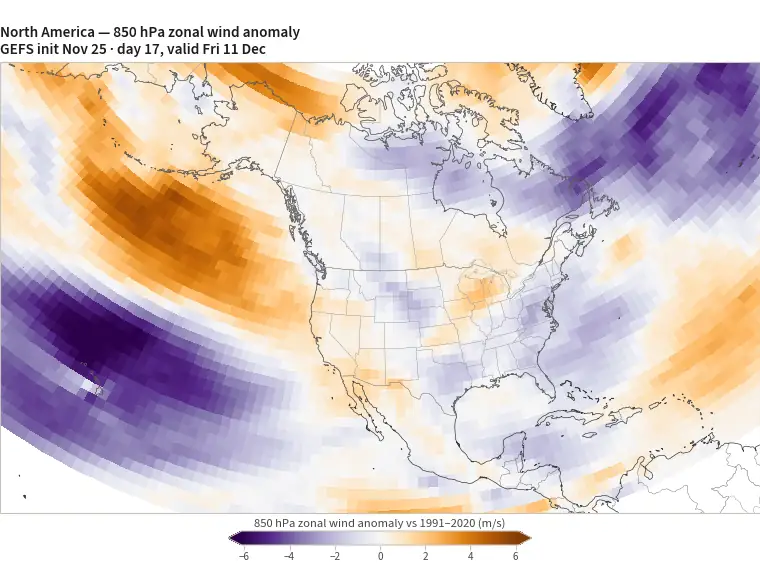 North America — 850 hPa zonal wind anomaly
GEFS init Nov 25 · day 17, valid Fri 11 Dec
850 hPa zonal wind anomaly vs 1991–2020 (m/s)
−6 −4 −2 0 2 4 6